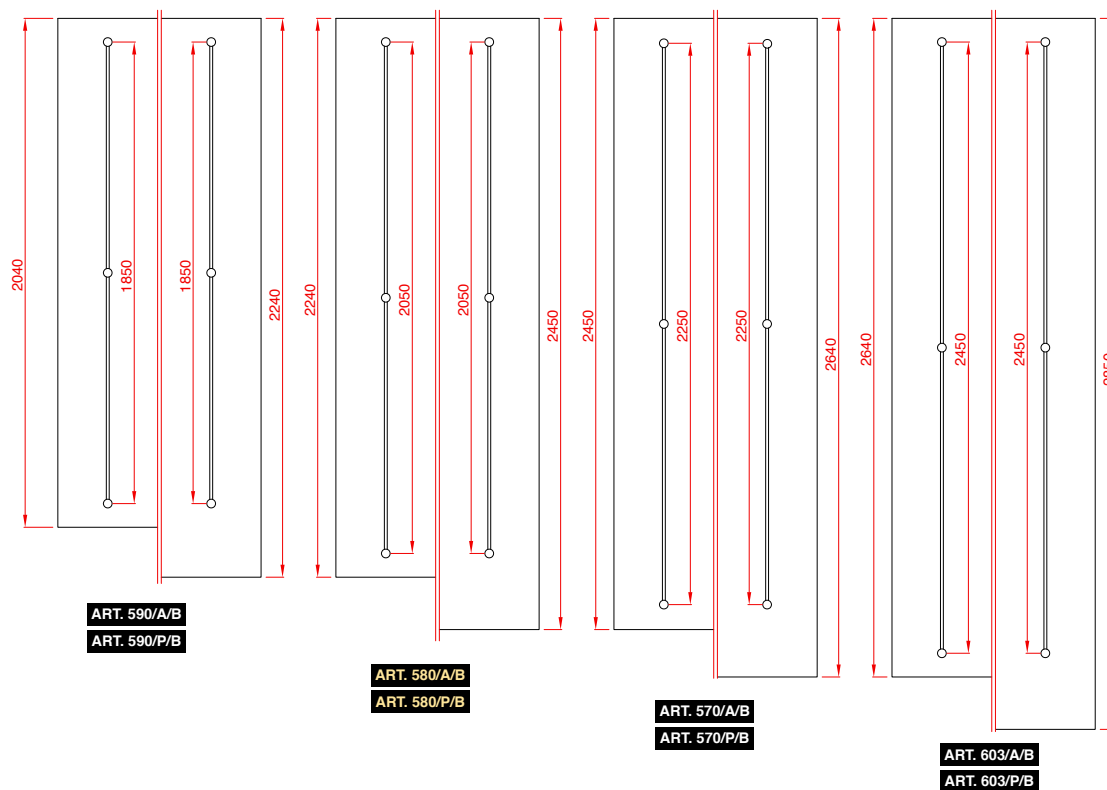 2040
1850
1850
2240
ART. 590/A/B
ART. 590/P/B
2240
2050
2050
2450
ART. 580/A/B
ART. 580/P/B
2450
2250
2250
2640
ART. 570/A/B
ART. 570/P/B
2640
2450
2450
ART. 603/A/B
ART. 603/P/B